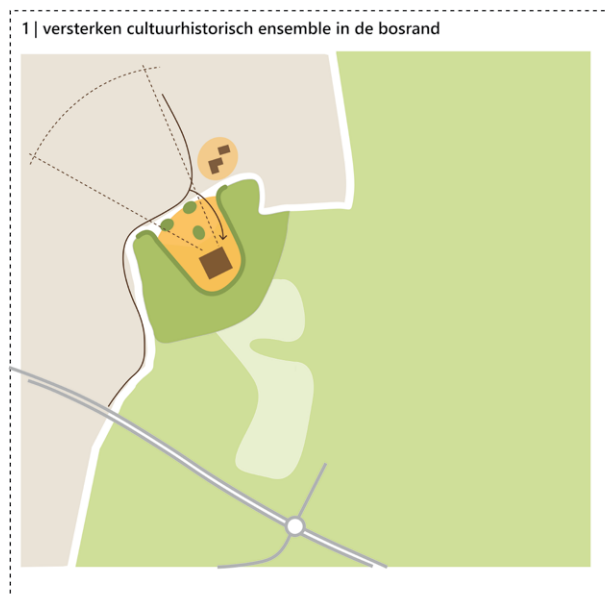 1 | versterken cultuurhistorisch ensemble in de bosrand